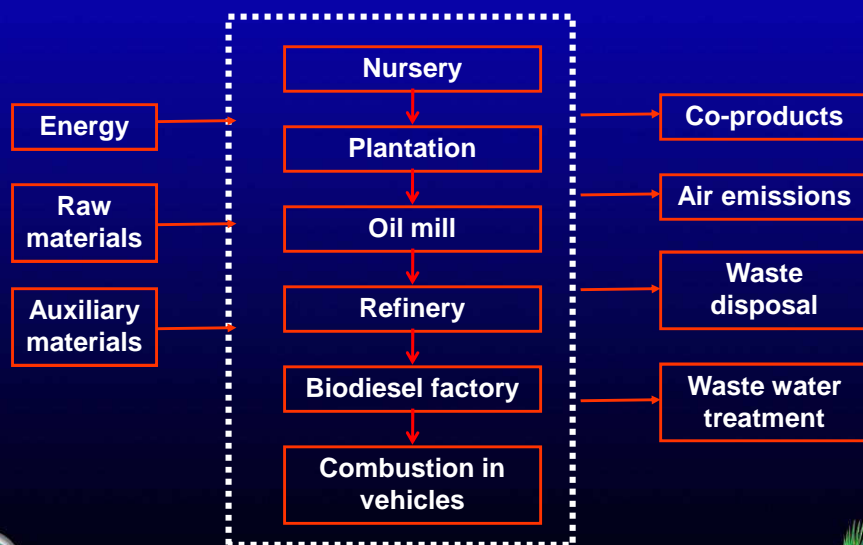 Nursery
Energy
Co-products
Plantation
Raw
materials
Air emissions
Oil mill
Waste
disposal
Auxiliary
materials
Refinery
Biodiesel factory
Waste water
treatment
Combustion in
vehicles